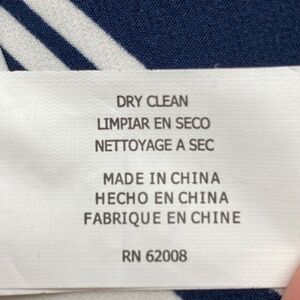 DRY CLEAN
LIMPIAR EN SECO
NETTOYAGE A SEC
MADE IN CHINA
HECHO EN CHINA
FABRIQUE EN CHINE
RN 62008